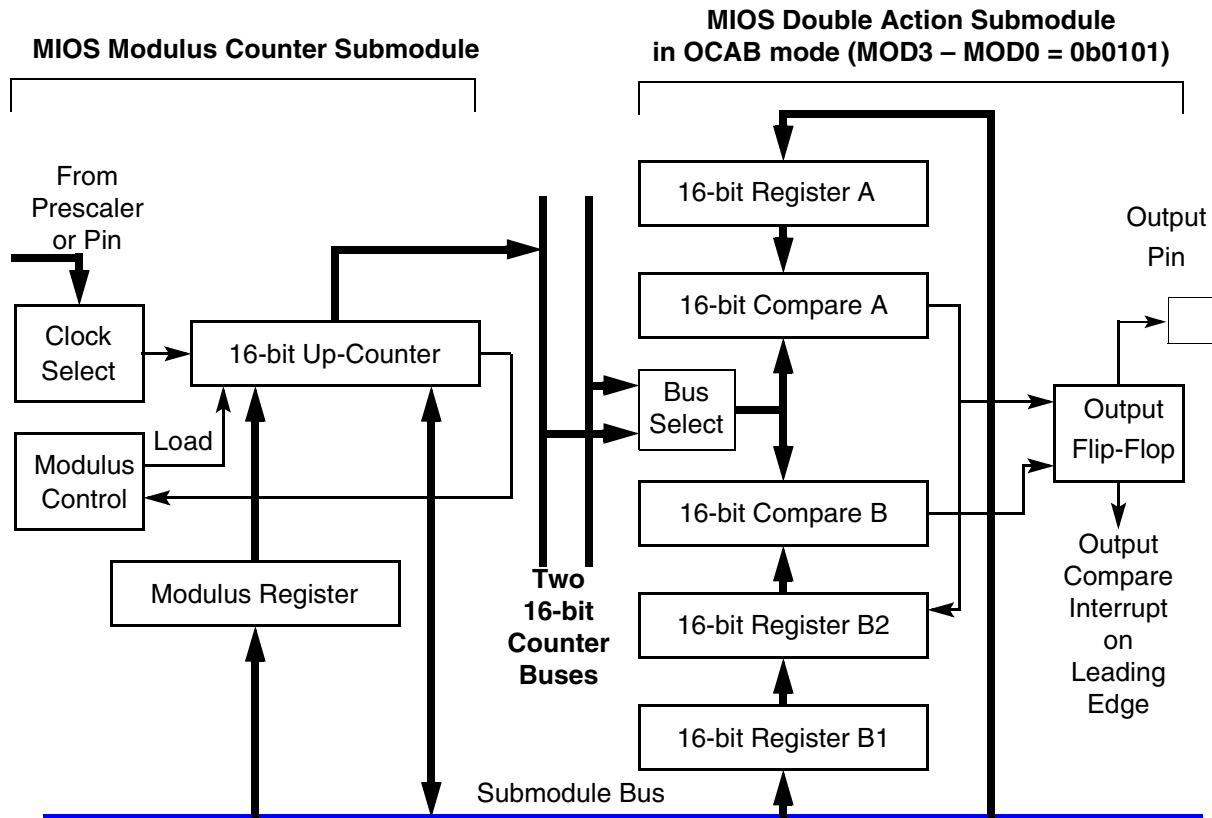 MIOS Modulus Counter Submodule
MIOS Double Action Submodule
in OCAB mode (MOD3 – MOD0 = 0b0101)
From
Prescaler
or Pin
Clock
Select
16-bit Up-Counter
Load
Modulus
Control
Modulus Register
Two
16-bit
Counter
Buses
Bus
Select
16-bit Register A
16-bit Compare A
16-bit Compare B
16-bit Register B2
16-bit Register B1
Output
Pin
Output
Flip-Flop
Output
Compare
Interrupt
on
Leading
Edge
Submodule Bus